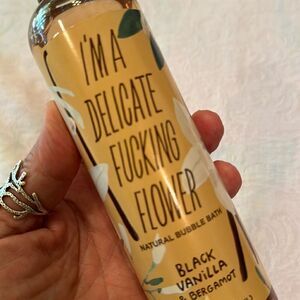 I'M A
DELICATE
FUCKING
FLOWER
NATURAL BUBBLE BATH
BLACK
VANILLA
& BERGAMOT